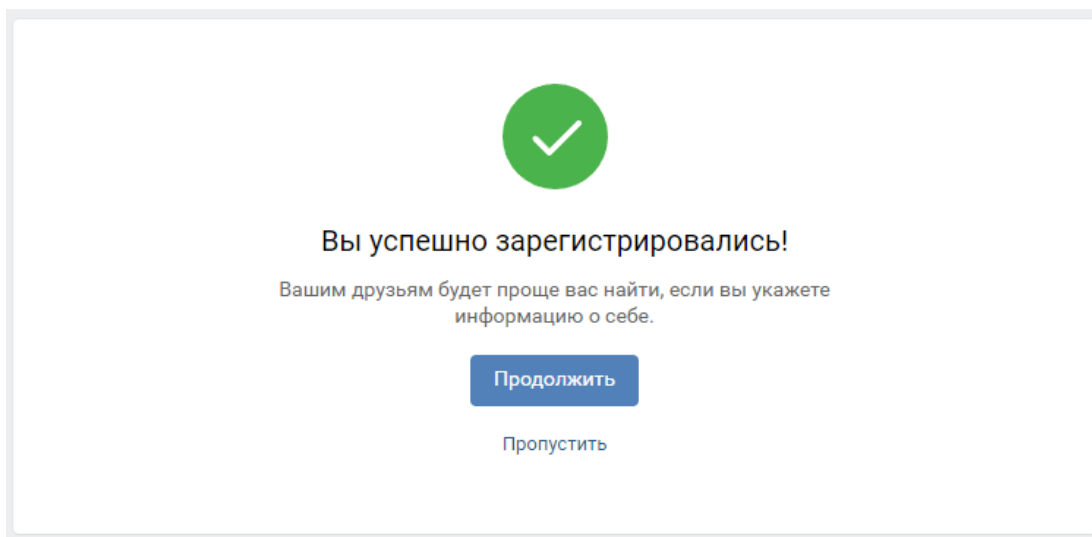 Вы успешно зарегистрировались!
Вашим друзьям будет проще вас найти, если вы укажете
информацию о себе.
Продолжить
Пропустить